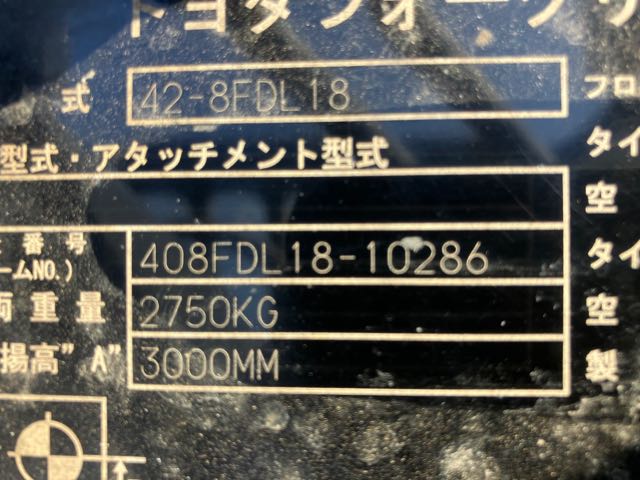 トヨタフォークリ
式 42-8FDL18 フロ
型式・アタッチメント型式 タイ
空
番号 408FDL18-10286 タイ
ームNO.)
両重量 2750KG 空
揚高"A" 3000MM 製